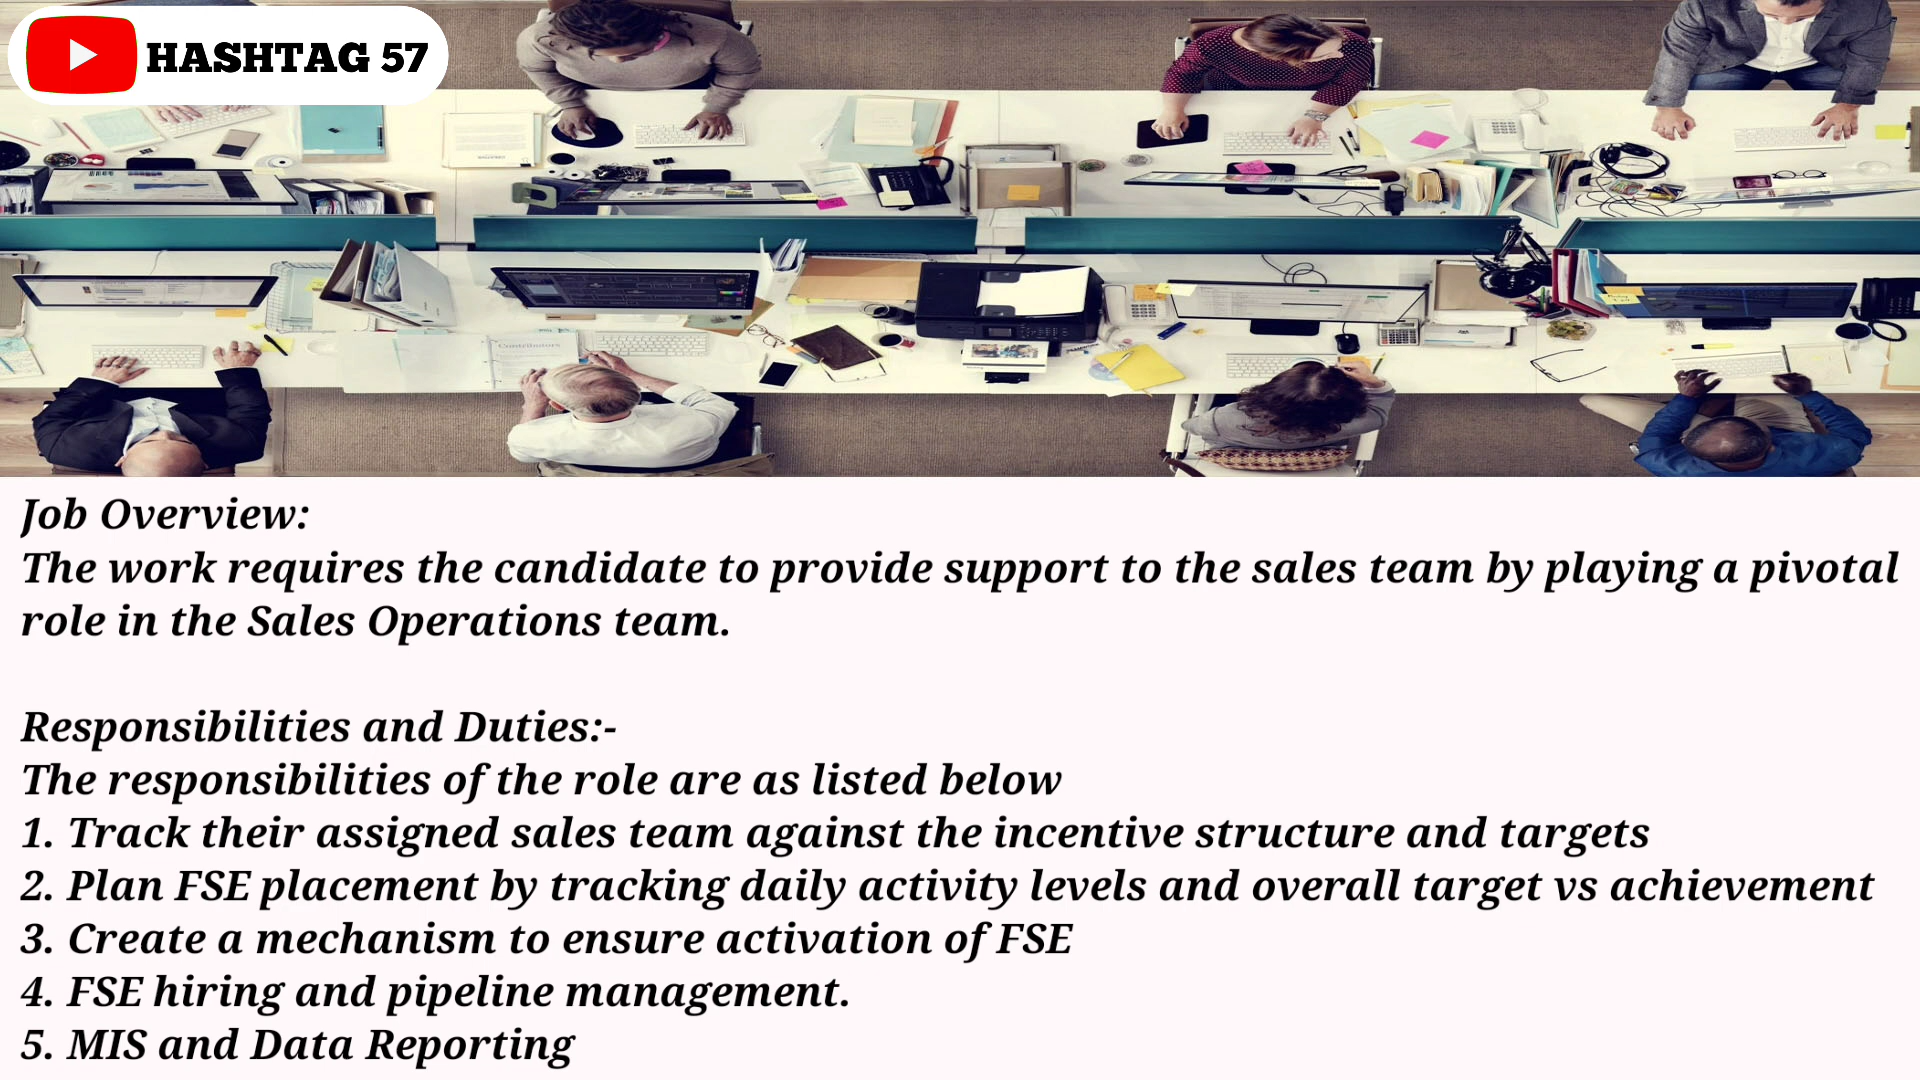 HASHTAG 57
Contributors
Job Overview:
The work requires the candidate to provide support to the sales team by playing a pivotal
role in the Sales Operations team.
Responsibilities and Duties:-
The responsibilities of the role are as listed below
1. Track their assigned sales team against the incentive structure and targets
2. Plan FSE placement by tracking daily activity levels and overall target vs achievement
3. Create a mechanism to ensure activation of FSE
4. FSE hiring and pipeline management.
5. MIS and Data Reporting